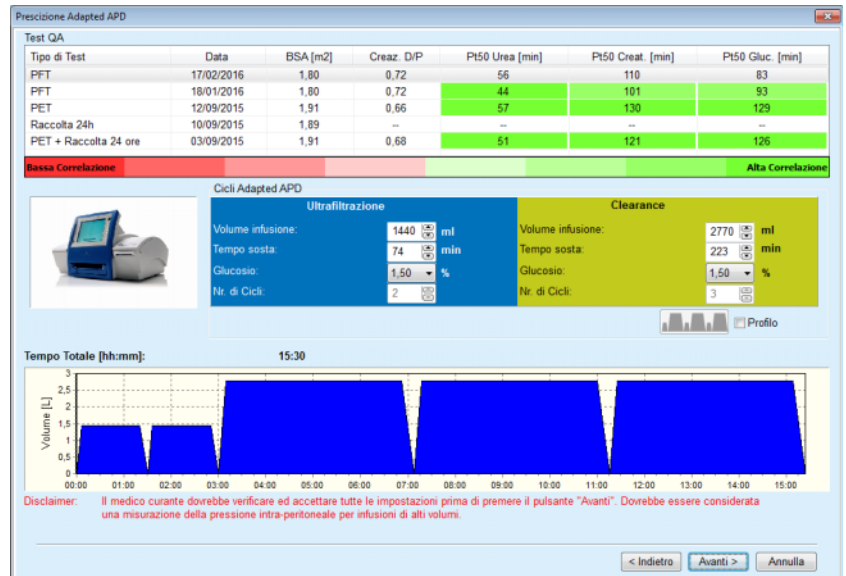 Prescizione Adapted APD
Test QA
Tipo di Test Data BSA [m2] Creaz. D/P Pt50 Urea [min] Pt50 Creat. [min] Pt50 Gluc. [min]
PFT 17/02/2016 1,80 0,72 56 110 83
PFT 18/01/2016 1,80 0,72 44 101 93
PET 12/09/2015 1,91 0,66 57 130 129
Raccolta 24h 10/09/2015 1,89 -- -- -- --
PET + Raccolta 24 ore 03/09/2015 1,91 0,68 51 121 126
Bassa Correlazione Alta Correlazione
Cicli Adapted APD
Ultrafiltrazione Clearance
Volume infusione: 1440 ml Volume infusione: 2770 ml
Tempo sosta: 74 min Tempo sosta: 223 min
Glucosio: 1,50 % Glucosio: 1,50 %
Nr. di Cicli: 2 Nr. di Cicli: 3
Profilo
Tempo Totale [hh:mm]: 15:30
Volume [L]
3
2,5
2
1,5
1
0,5
0
00:00 01:00 02:00 03:00 04:00 05:00 06:00 07:00 08:00 09:00 10:00 11:00 12:00 13:00 14:00 15:00
Disclaimer: Il medico curante dovrebbe verificare ed accettare tutte le impostazioni prima di premere il pulsante "Avanti". Dovrebbe essere considerata
una misurazione della pressione intra-peritoneale per infusioni di alti volumi.
< Indietro Avanti > Annulla